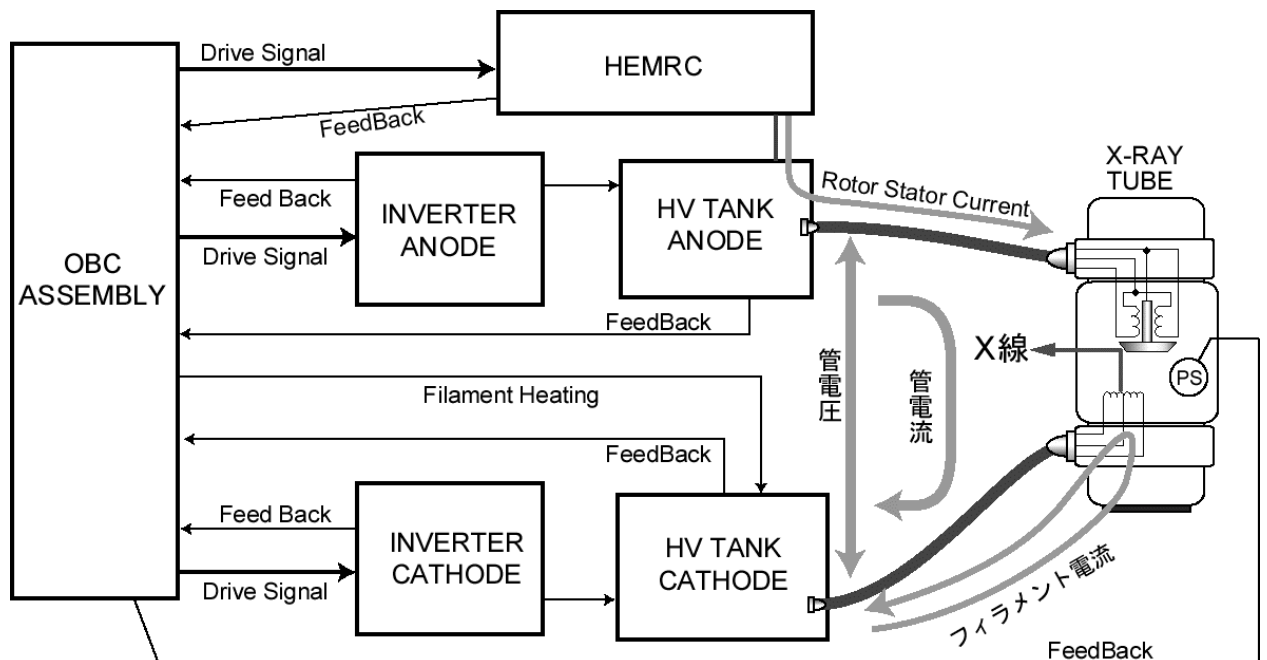 Drive Signal
HEMRC
FeedBack
X-RAY
TUBE
Feed Back
INVERTER
ANODE
HV TANK
ANODE
Rotor Stator Current
Drive Signal
OBC
ASSEMBLY
FeedBack
X線
管電圧
管電流
PS
Filament Heating
FeedBack
Feed Back
INVERTER
CATHODE
HV TANK
CATHODE
Drive Signal
フィラメント電流
FeedBack